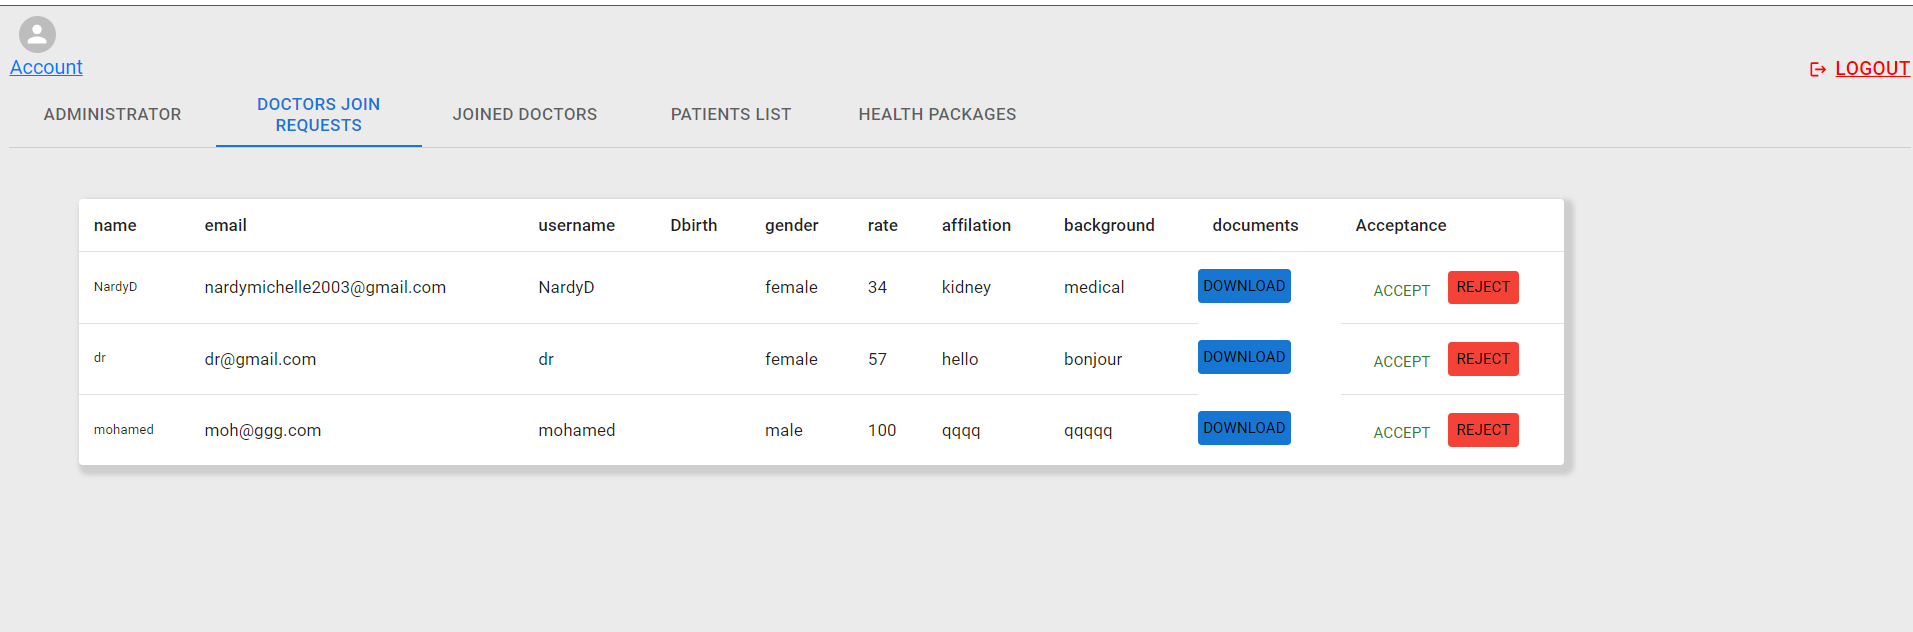 Account
LOGOUT
ADMINISTRATOR
DOCTORS JOIN
REQUESTS
JOINED DOCTORS
PATIENTS LIST
HEALTH PACKAGES
name email username Dbirth gender rate affilation background documents Acceptance
NardyD nardymichelle2003@gmail.com NardyD female 34 kidney medical DOWNLOAD ACCEPT REJECT
dr dr@gmail.com dr female 57 hello bonjour DOWNLOAD ACCEPT REJECT
mohamed moh@ggg.com mohamed male 100 qqqq qqqqq DOWNLOAD ACCEPT REJECT